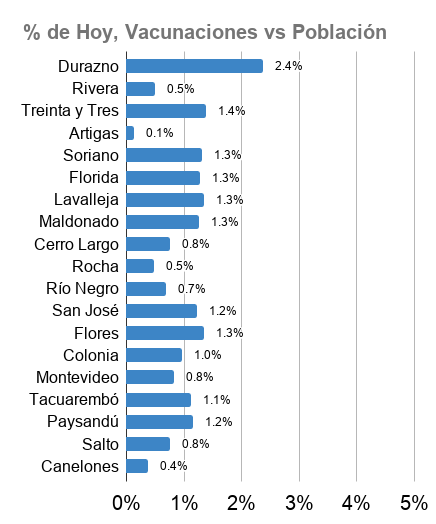 % de Hoy, Vacunaciones vs Población
Durazno 2.4%
Rivera 0.5%
Treinta y Tres 1.4%
Artigas 0.1%
Soriano 1.3%
Florida 1.3%
Lavalleja 1.3%
Maldonado 1.3%
Cerro Largo 0.8%
Rocha 0.5%
Río Negro 0.7%
San José 1.2%
Flores 1.3%
Colonia 1.0%
Montevideo 0.8%
Tacuarembó 1.1%
Paysandú 1.2%
Salto 0.8%
Canelones 0.4%
0% 1% 2% 3% 4% 5%